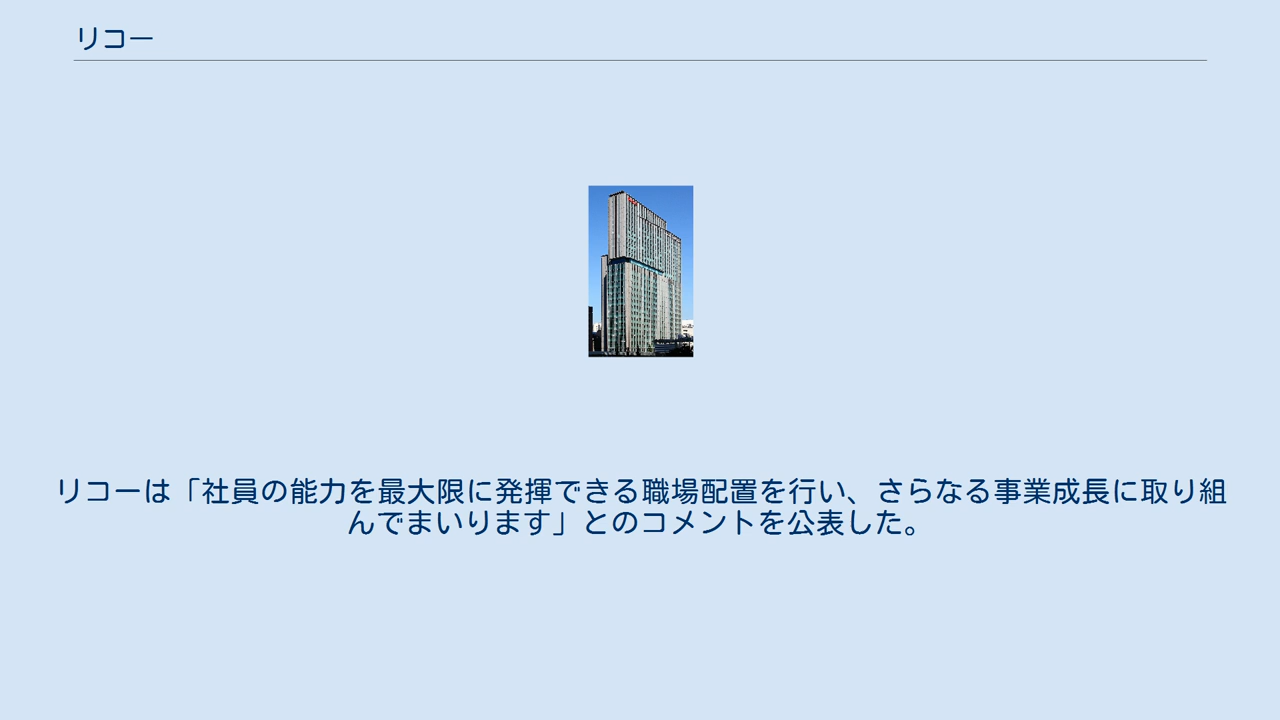 リコー
リコーは「社員の能力を最大限に発揮できる職場配置を行い、さらなる事業成長に取り組
んでまいります」とのコメントを公表した。